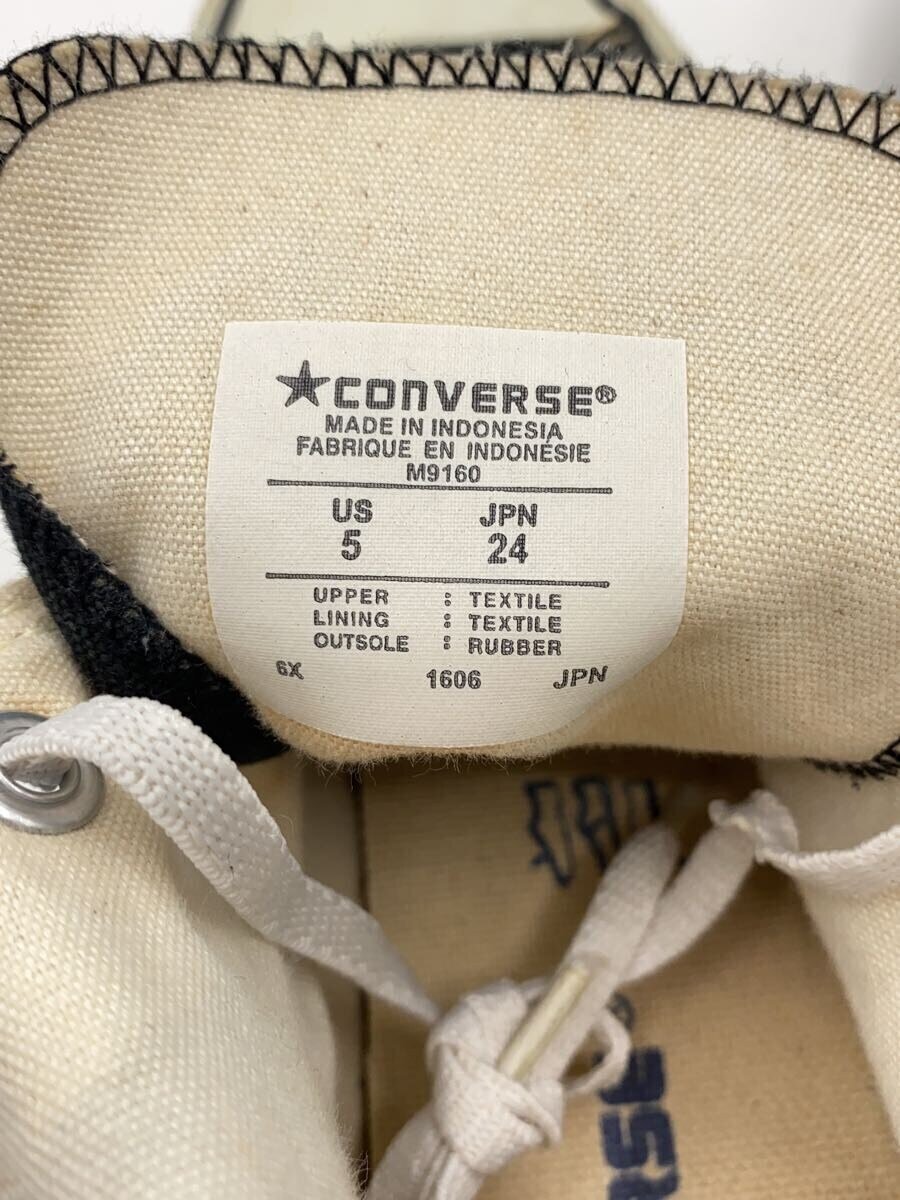 ★CONVERSE®
MADE IN INDONESIA
FABRIQUE EN INDONÉSIE
M9160
US JPN
5 24
UPPER : TEXTILE
LINING : TEXTILE
OUTSOLE : RUBBER
6X 1606 JPN